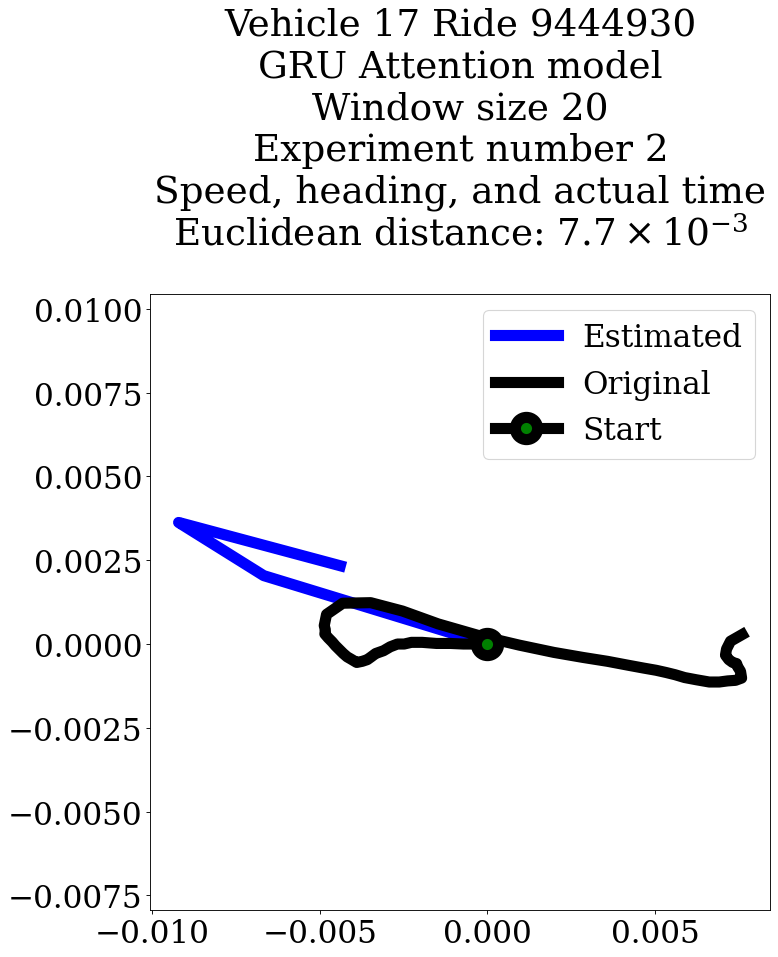 Vehicle 17 Ride 9444930
GRU Attention model
Window size 20
Experiment number 2
Speed, heading, and actual time
Euclidean distance: 7.7 × 10⁻³
Estimated
Original
Start
0.0100
0.0075
0.0050
0.0025
0.0000
−0.0025
−0.0050
−0.0075
−0.010 −0.005 0.000 0.005